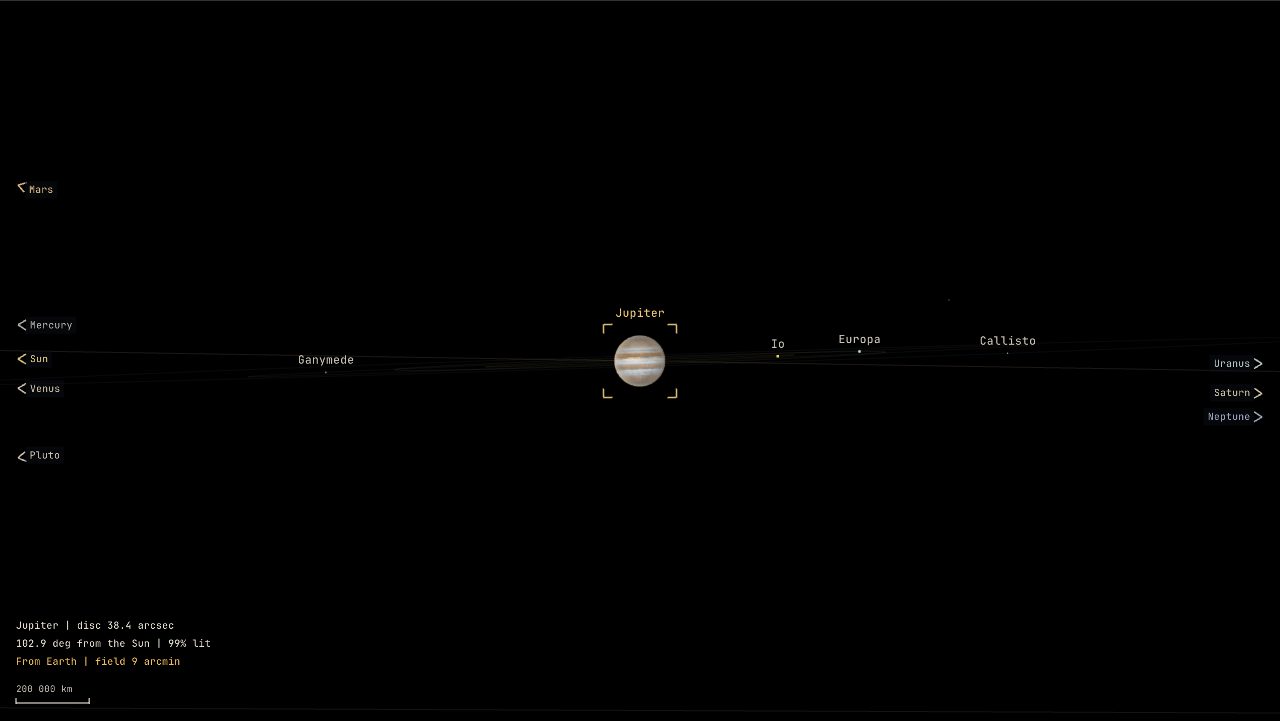 Mars
Jupiter
Mercury
Io
Europa
Callisto
Sun
Ganymede
Uranus
Venus
Saturn
Neptune
Pluto
Jupiter | disc 38.4 arcsec
102.9 deg from the Sun | 99% lit
From Earth | field 9 arcmin
200 000 km